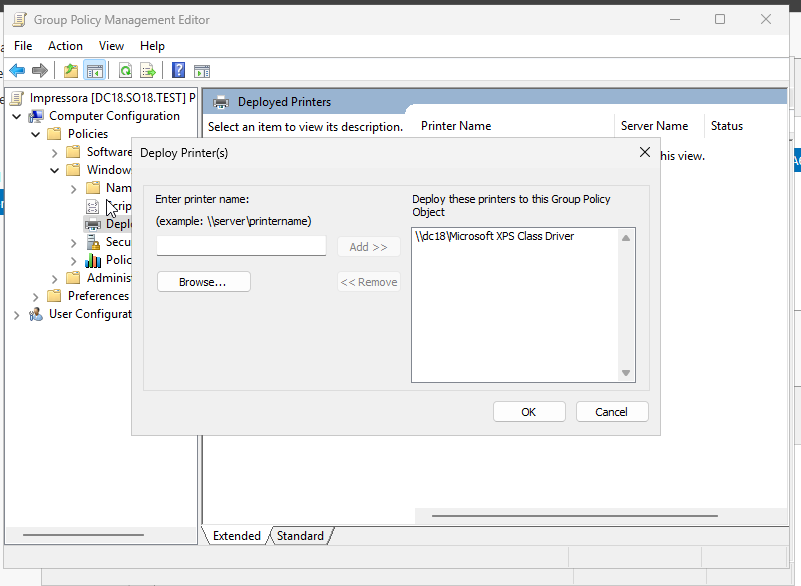 Group Policy Management Editor
File Action View Help
Impressora [DC18.SO18.TEST] P
Computer Configuration
Policies
Software
Window
Nam
Scrip
Deplo
Secu
Polic
Adminis
Preferences
User Configurat
Deployed Printers
Select an item to view its description.
Printer Name Server Name Status
his view.
Deploy Printer(s)
Enter printer name:
(example: \\server\printername)
Add >>
Browse...
<< Remove
Deploy these printers to this Group Policy
Object
\\dc18\Microsoft XPS Class Driver
OK Cancel
Extended Standard